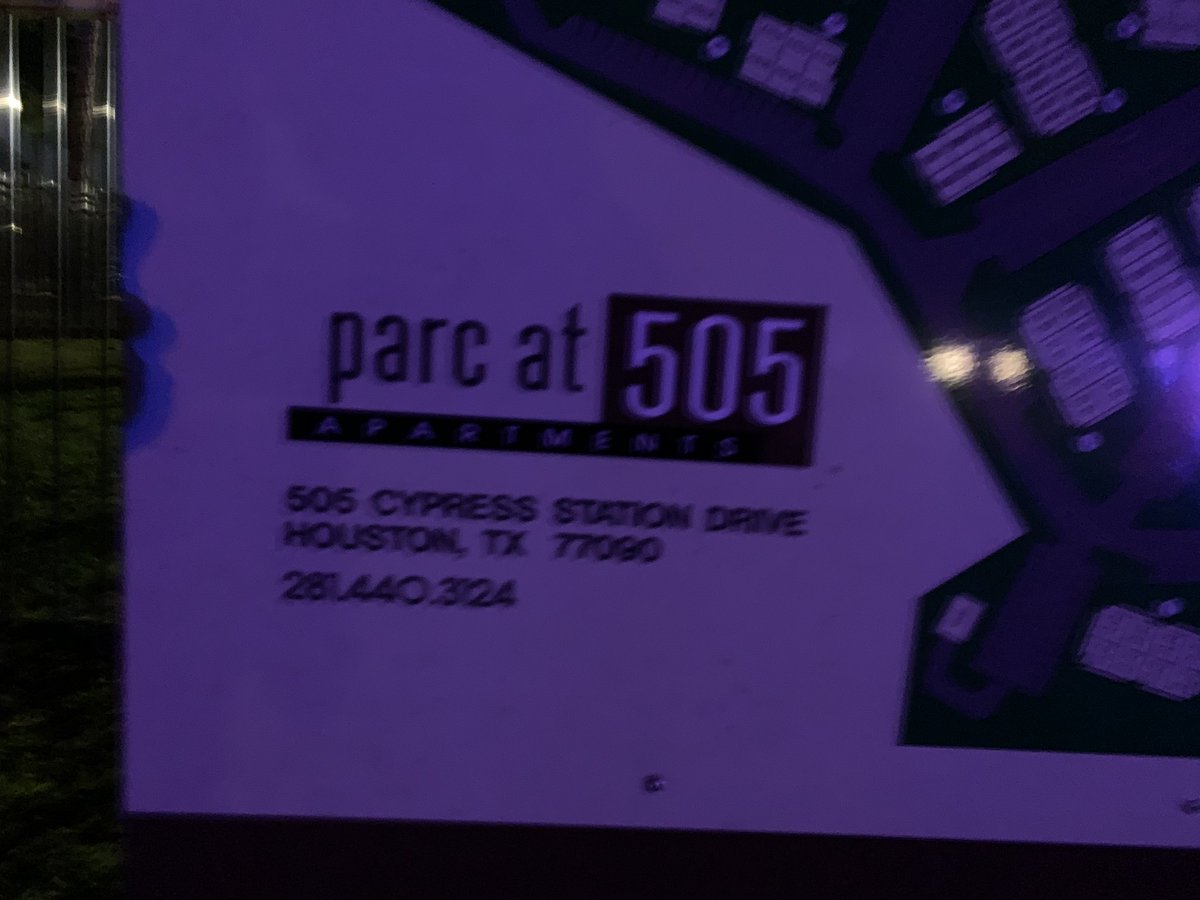 parc at 505
APARTMENTS
505 CYPRESS STATION DRIVE
HOUSTON, TX 77090
281.440.3124